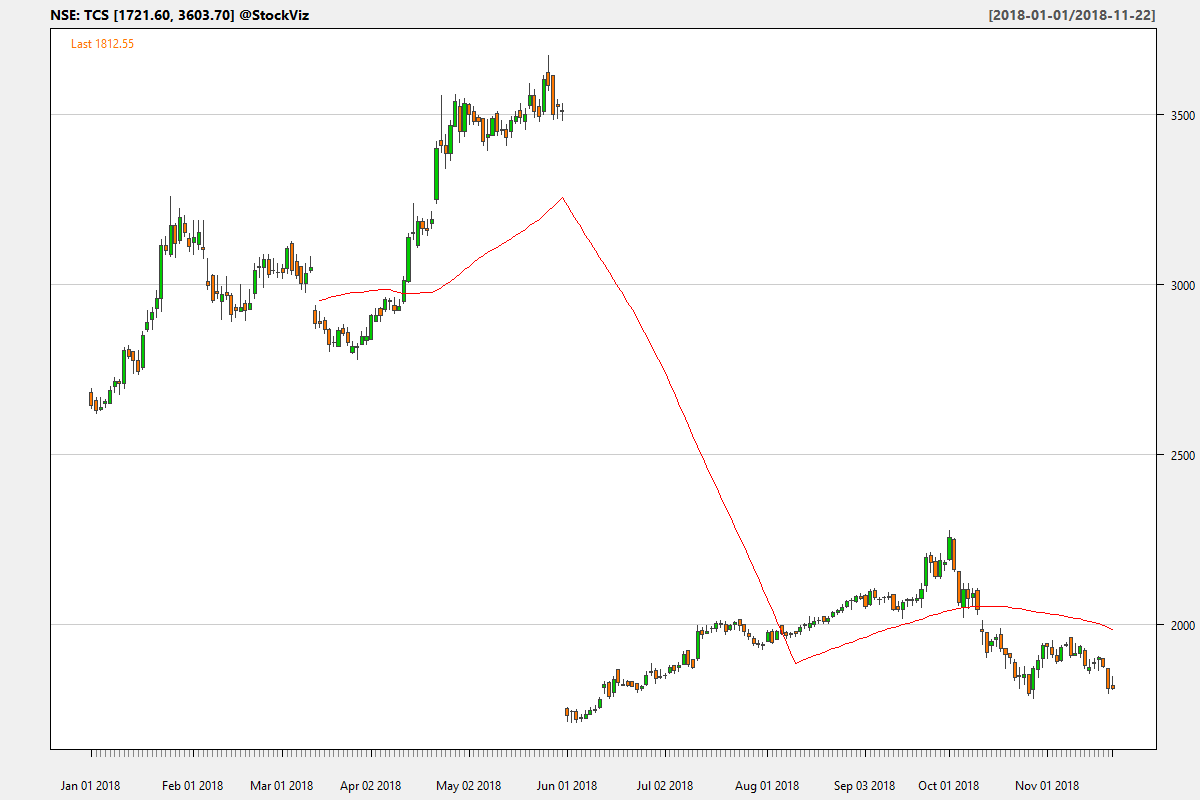 NSE: TCS [1721.60, 3603.70] @StockViz [2018-01-01/2018-11-22]
Last 1812.55
3500
3000
2500
2000
Jan 01 2018 Feb 01 2018 Mar 01 2018 Apr 02 2018 May 02 2018 Jun 01 2018 Jul 02 2018 Aug 01 2018 Sep 03 2018 Oct 01 2018 Nov 01 2018